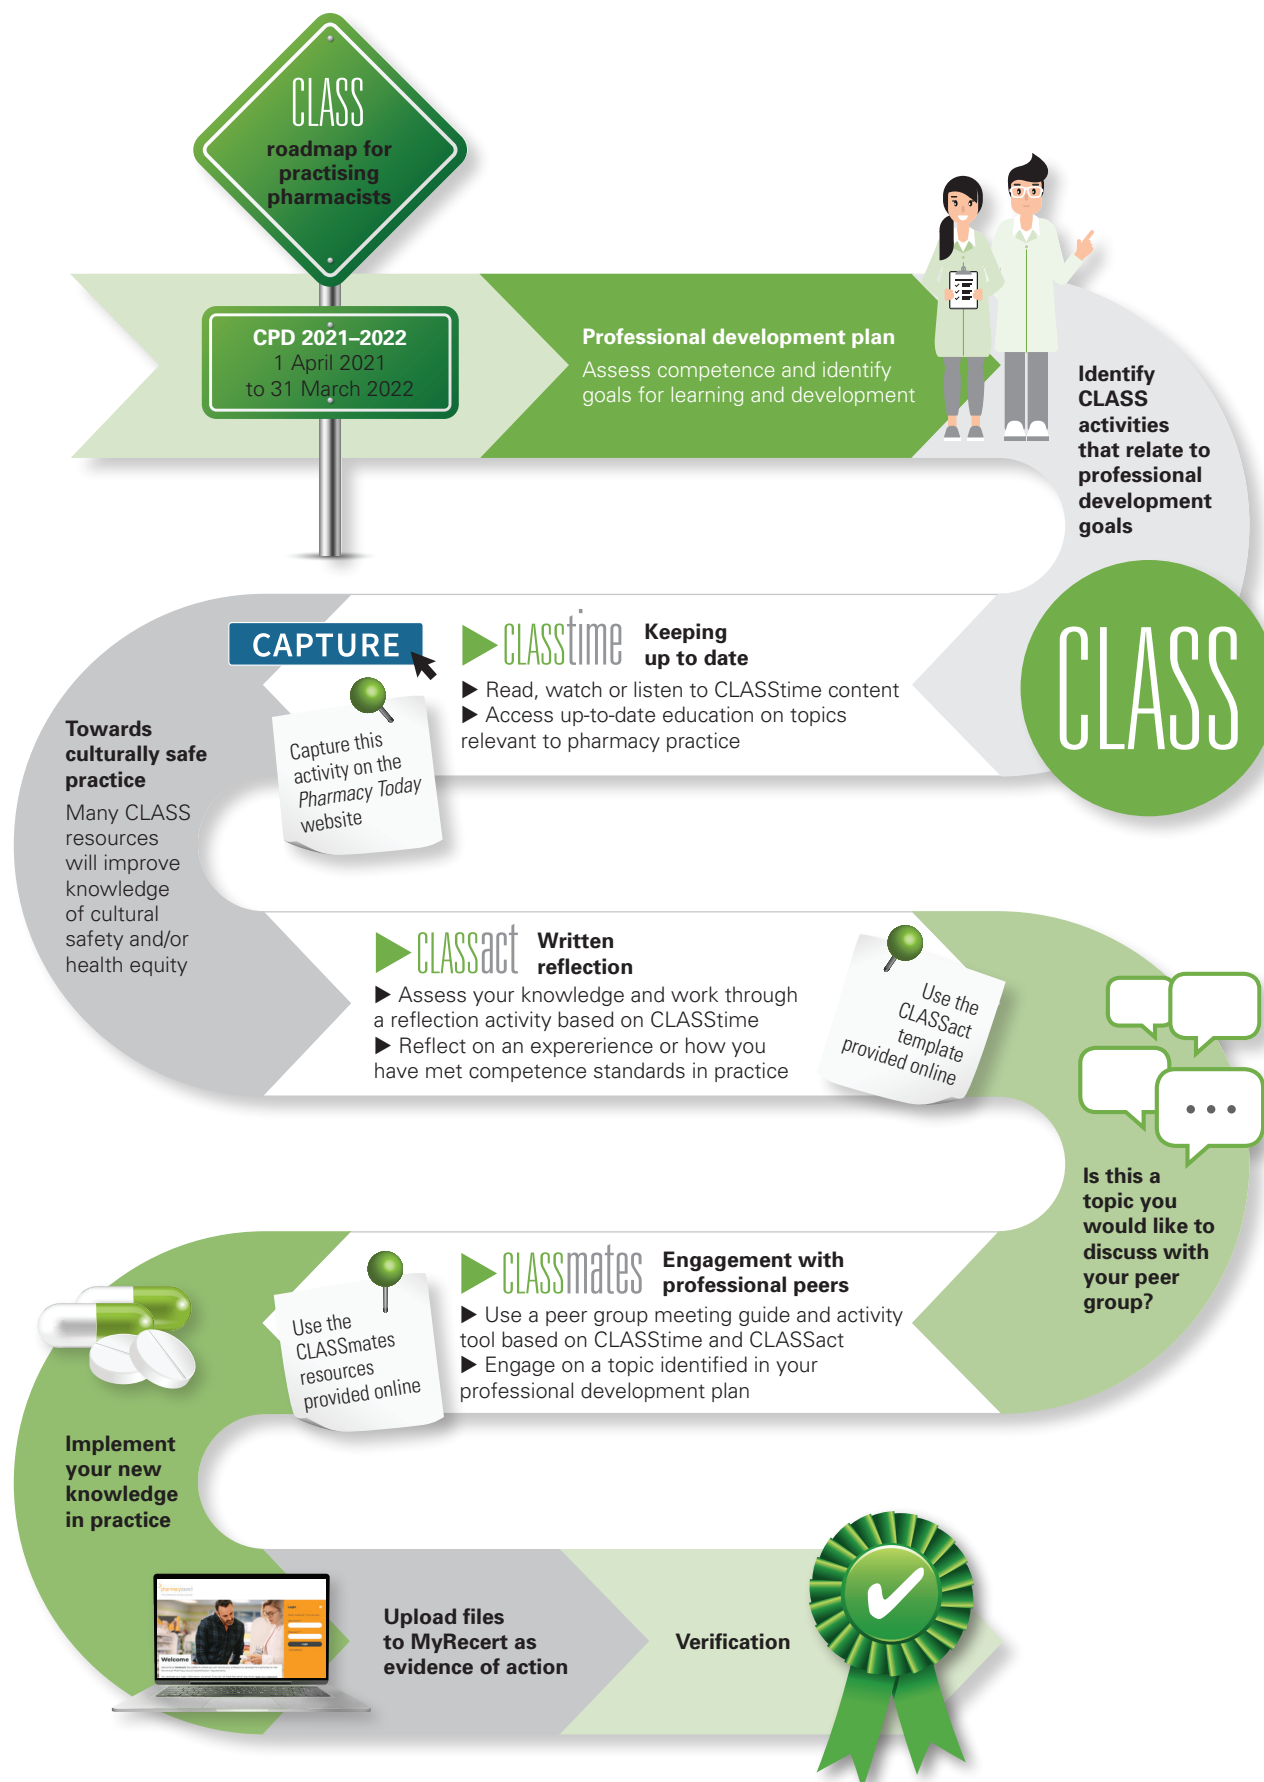 CLASS
roadmap for
practising
pharmacists
CPD 2021–2022
1 April 2021
to 31 March 2022
Professional development plan
Assess competence and identify
goals for learning and development
Identify
CLASS
activities
that relate to
professional
development
goals
CLASS
CLASStime
Keeping
up to date
▶ Read, watch or listen to CLASStime content
▶ Access up-to-date education on topics
relevant to pharmacy practice
CAPTURE
Capture this
activity on the
Pharmacy Today
website
Towards
culturally safe
practice
Many CLASS
resources
will improve
knowledge
of cultural
safety and/or
health equity
CLASSact
Written
reflection
▶ Assess your knowledge and work through
a reflection activity based on CLASStime
▶ Reflect on an expererience or how you
have met competence standards in practice
Use the
CLASSact
template
provided online
Is this a
topic you
would like to
discuss with
your peer
group?
CLASSmates
Engagement with
professional peers
▶ Use a peer group meeting guide and activity
tool based on CLASStime and CLASSact
▶ Engage on a topic identified in your
professional development plan
Use the
CLASSmates
resources
provided online
Implement
your new
knowledge
in practice
Welcome
Upload files
to MyRecert as
evidence of action
Verification